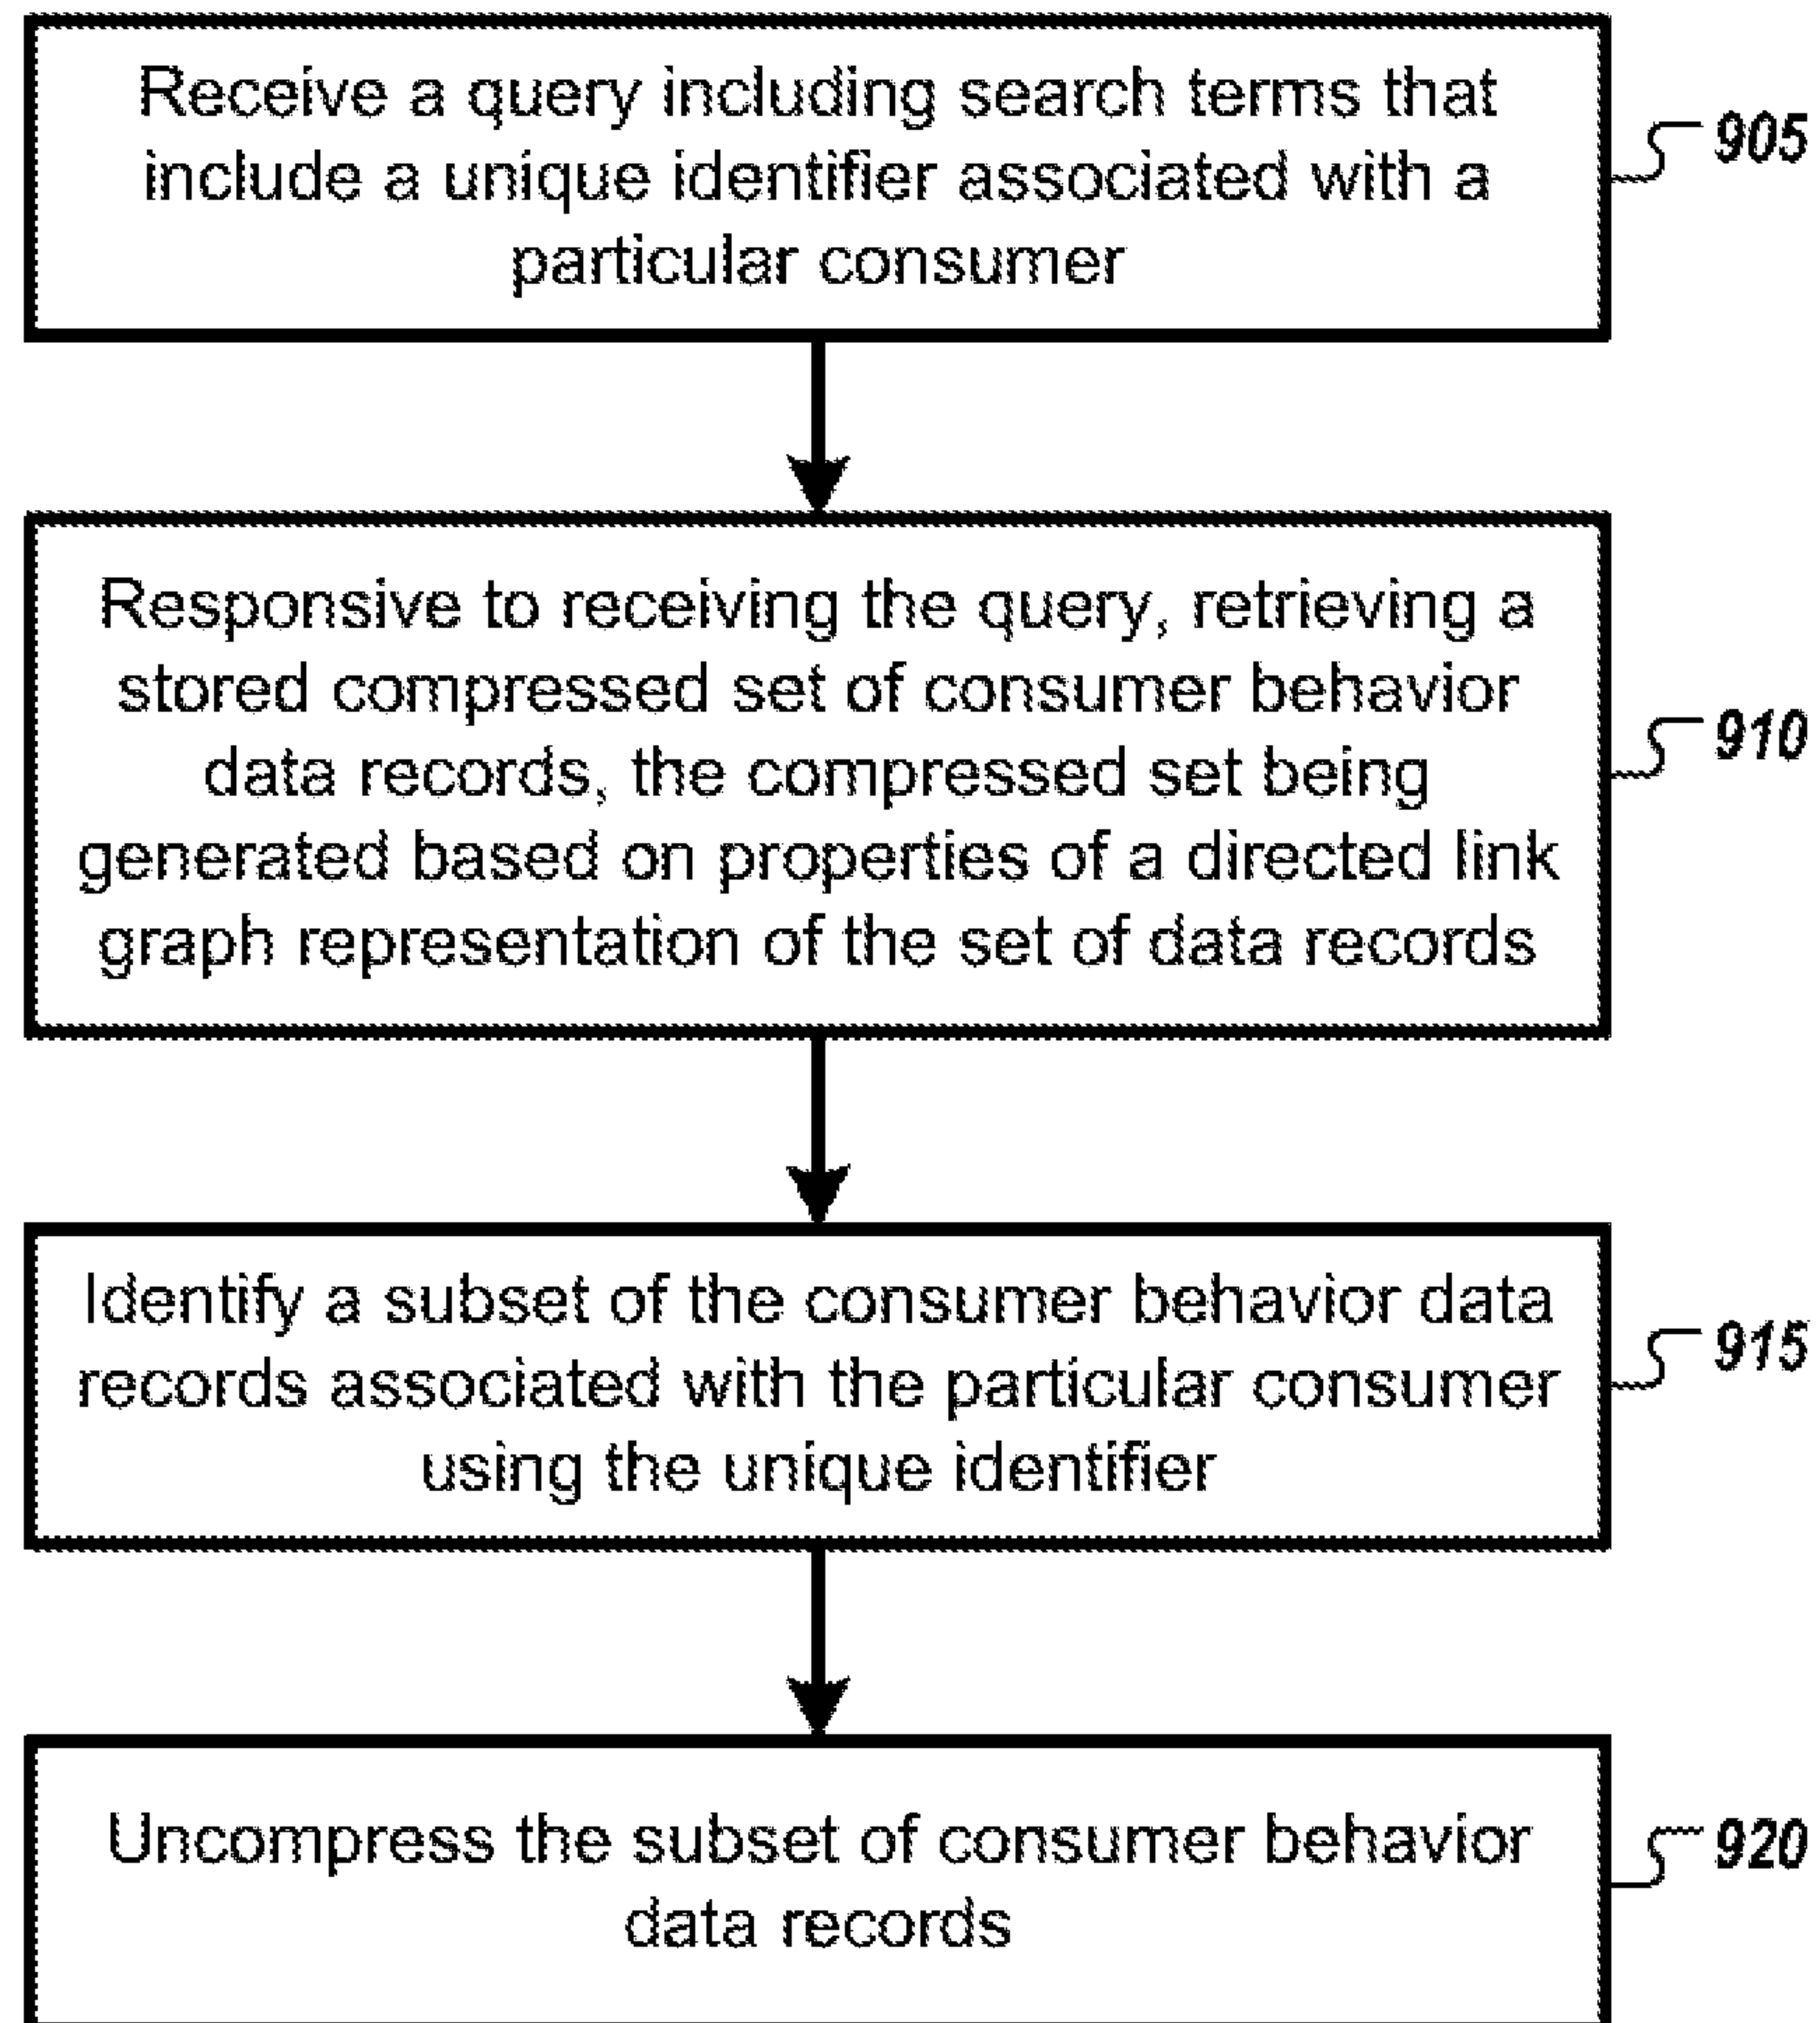 Receive a query including search terms that
include a unique identifier associated with a
particular consumer
905
Responsive to receiving the query, retrieving a
stored compressed set of consumer behavior
data records, the compressed set being
generated based on properties of a directed link
graph representation of the set of data records
910
Identify a subset of the consumer behavior data
records associated with the particular consumer
using the unique identifier
915
Uncompress the subset of consumer behavior
data records
920